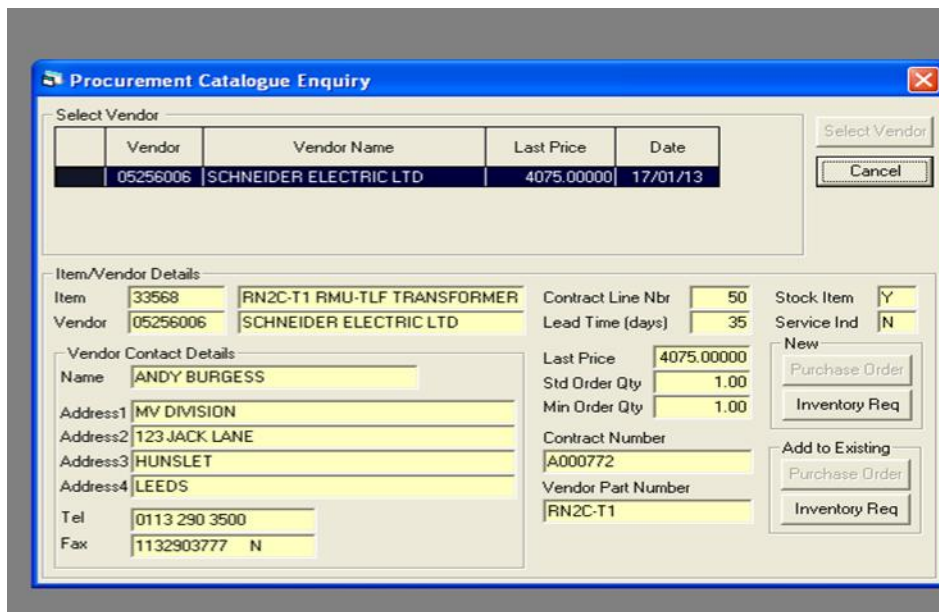 Procurement Catalogue Enquiry
Select Vendor
Vendor Vendor Name Last Price Date
05256006 SCHNEIDER ELECTRIC LTD 4075.00000 17/01/13
Select Vendor
Cancel
Item/Vendor Details
Item 33568 RN2C-T1 RMU-TLF TRANSFORMER
Vendor 05256006 SCHNEIDER ELECTRIC LTD
Vendor Contact Details
Name ANDY BURGESS
Address1 MV DIVISION
Address2 123 JACK LANE
Address3 HUNSLET
Address4 LEEDS
Tel 0113 290 3500
Fax 1132903777 N
Contract Line Nbr 50
Lead Time (days) 35
Last Price 4075.00000
Std Order Qty 1.00
Min Order Qty 1.00
Contract Number
A000772
Vendor Part Number
RN2C-T1
Stock Item Y
Service Ind N
New
Purchase Order
Inventory Req
Add to Existing
Purchase Order
Inventory Req